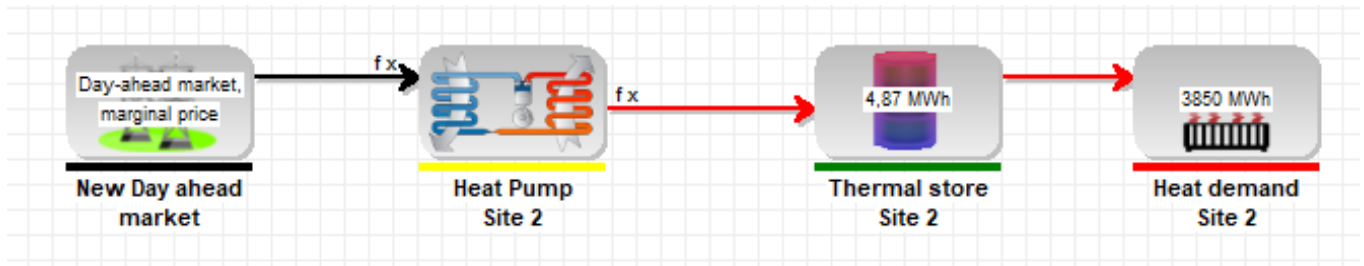 Day-ahead market,
marginal price
New Day ahead
market
f x
Heat Pump
Site 2
f x
4,87 MWh
Thermal store
Site 2
3850 MWh
Heat demand
Site 2